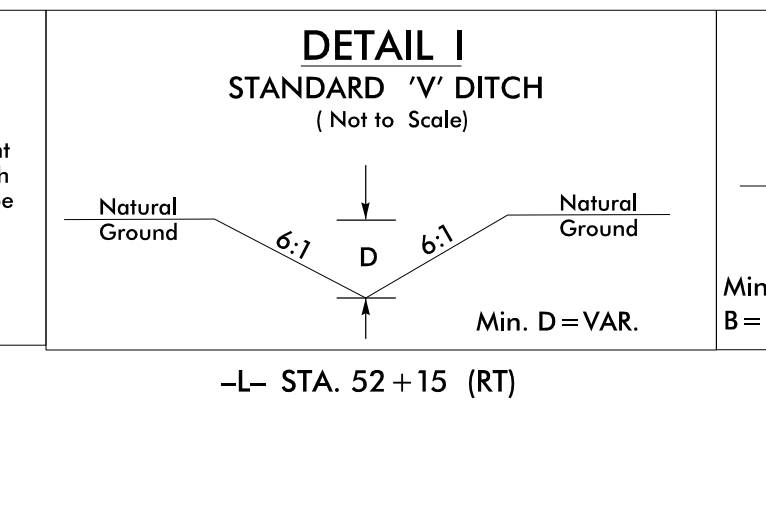 DETAIL 1
STANDARD 'V' DITCH
( Not to Scale)
Natural
Ground
6:1
D
6:1
Natural
Ground
Min. D = VAR.
-L- STA. 52+15 (RT)
Min
B =